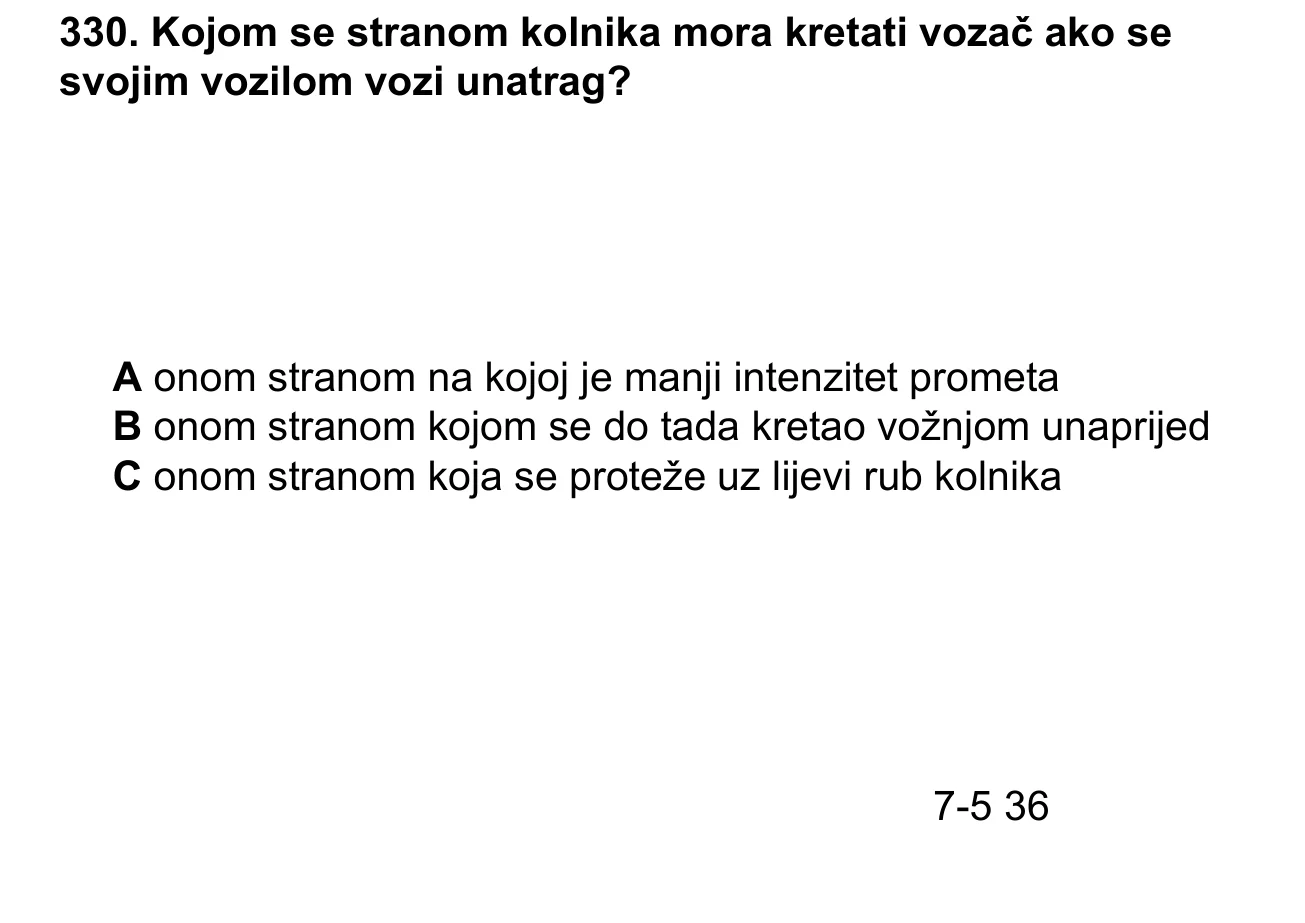 330. Kojom se stranom kolnika mora kretati vozač ako se
svojim vozilom vozi unatrag?
A onom stranom na kojoj je manji intenzitet prometa
B onom stranom kojom se do tada kretao vožnjom unaprijed
C onom stranom koja se proteže uz lijevi rub kolnika
7-5 36